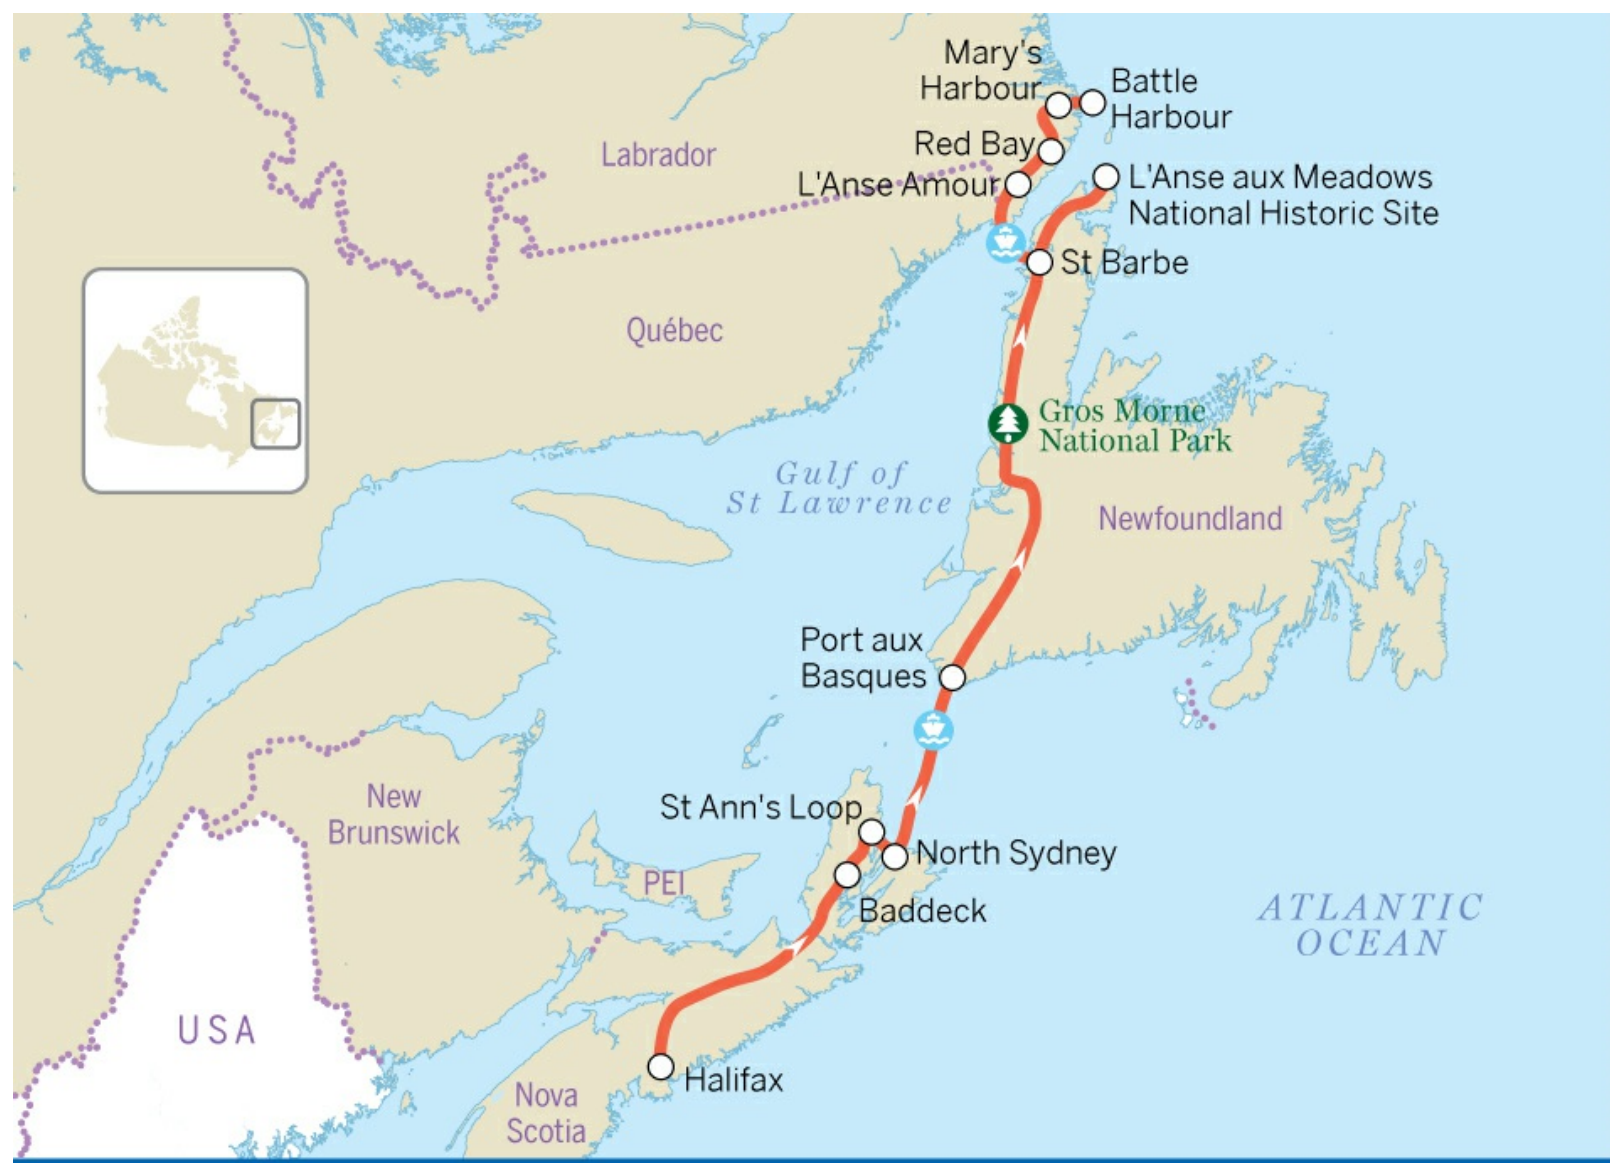 Mary's
Harbour
Battle
Harbour
Red Bay
Labrador
L'Anse Amour
L'Anse aux Meadows
National Historic Site
St Barbe
Québec
Gros Morne
National Park
Gulf of
St Lawrence
Newfoundland
Port aux
Basques
New
Brunswick
St Ann's Loop
North Sydney
PEI
Baddeck
ATLANTIC
OCEAN
USA
Halifax
Nova
Scotia